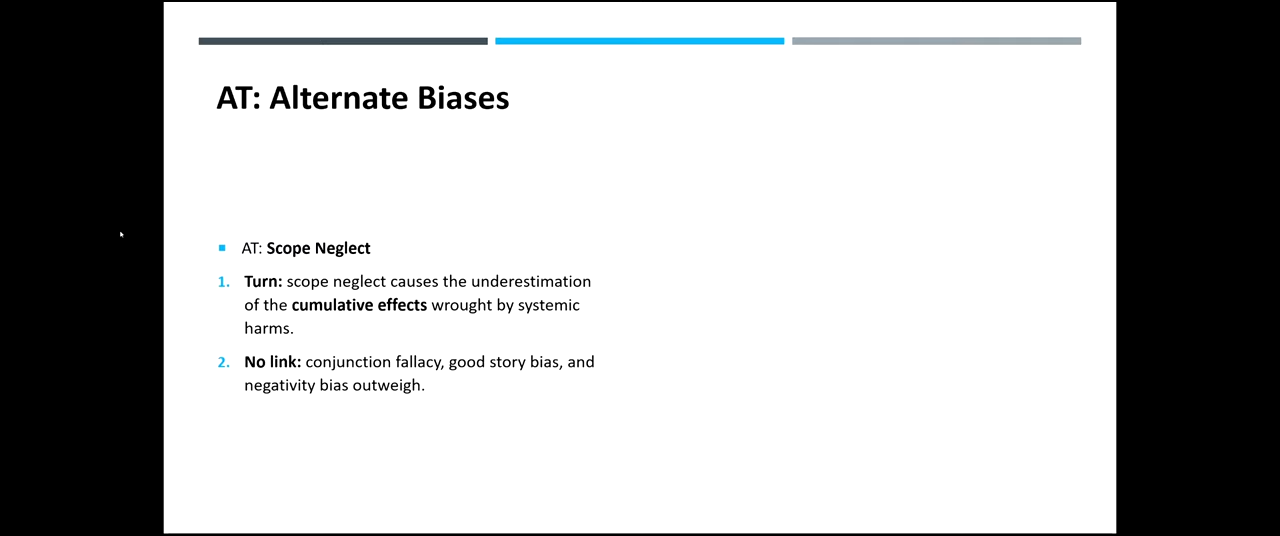 AT: Alternate Biases
AT: Scope Neglect
1. Turn: scope neglect causes the underestimation
of the cumulative effects wrought by systemic
harms.
2. No link: conjunction fallacy, good story bias, and
negativity bias outweigh.